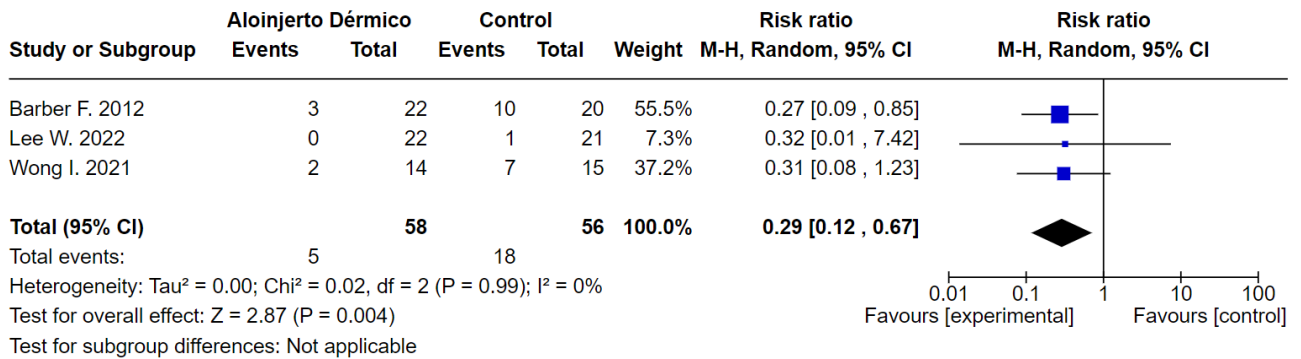 Aloinjerto Dérmico Control Risk ratio Risk ratio
Study or Subgroup Events Total Events Total Weight M-H, Random, 95% CI M-H, Random, 95% CI
Barber F. 2012 3 22 10 20 55.5% 0.27 [0.09 , 0.85]
Lee W. 2022 0 22 1 21 7.3% 0.32 [0.01 , 7.42]
Wong I. 2021 2 14 7 15 37.2% 0.31 [0.08 , 1.23]
Total (95% CI) 58 56 100.0% 0.29 [0.12 , 0.67]
Total events: 5 18
Heterogeneity: Tau² = 0.00; Chi² = 0.02, df = 2 (P = 0.99); I² = 0%
Test for overall effect: Z = 2.87 (P = 0.004)
Test for subgroup differences: Not applicable
0.01 0.1 1 10 100
Favours [experimental] Favours [control]